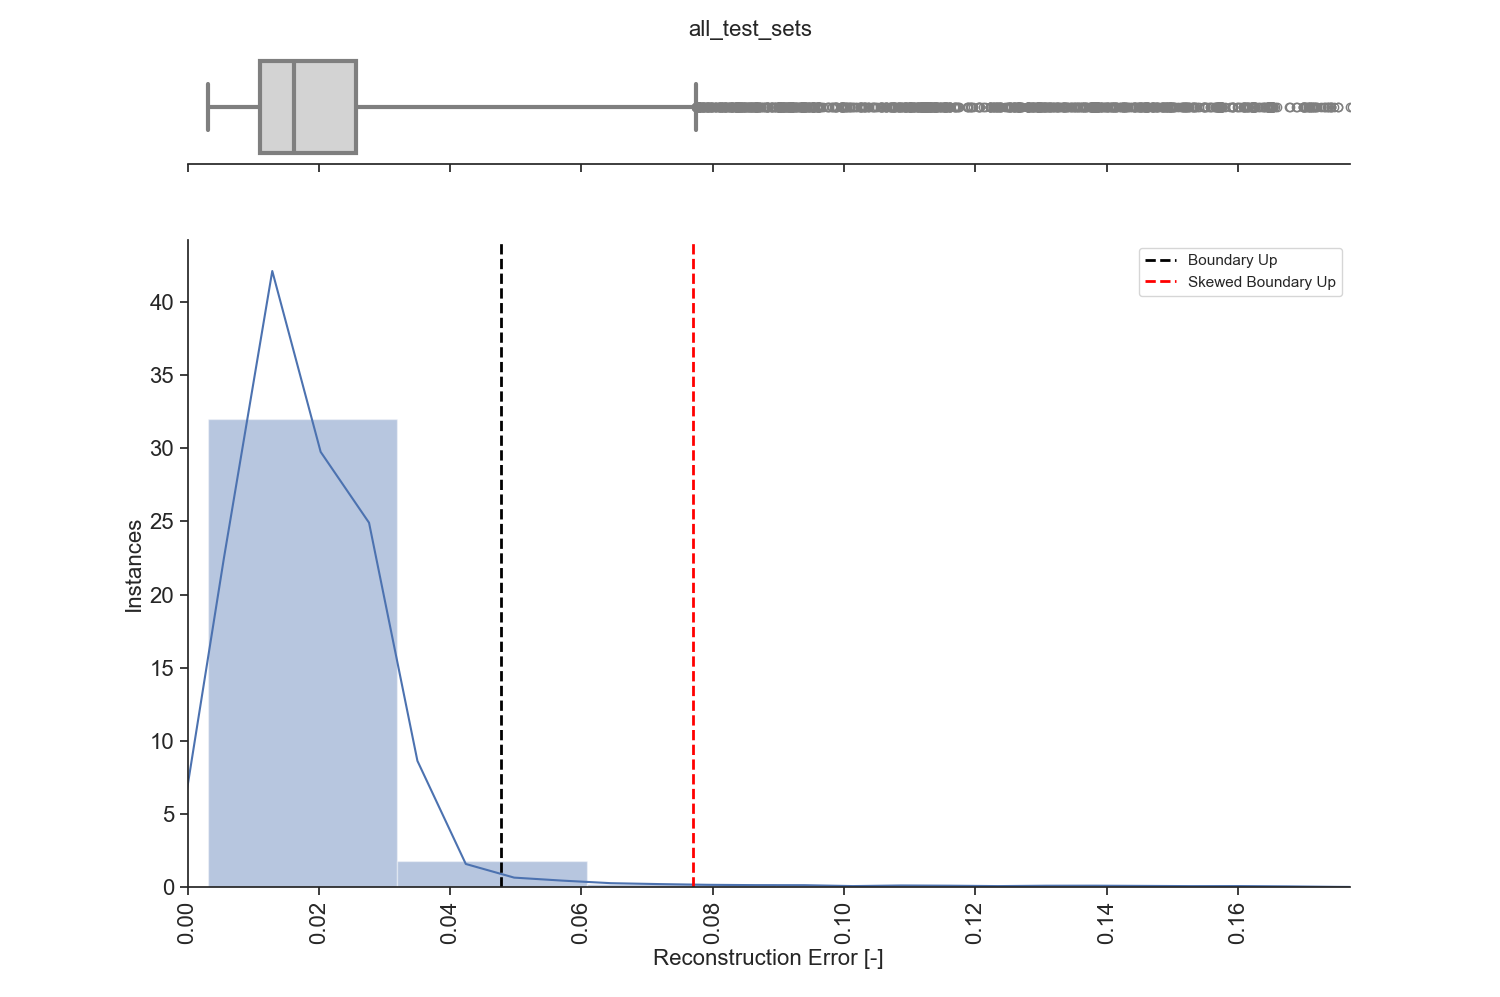 all_test_sets
Boundary Up
Skewed Boundary Up
Instances
40
35
30
25
20
15
10
5
0
0.00 0.02 0.04 0.06 0.08 0.10 0.12 0.14 0.16
Reconstruction Error [-]